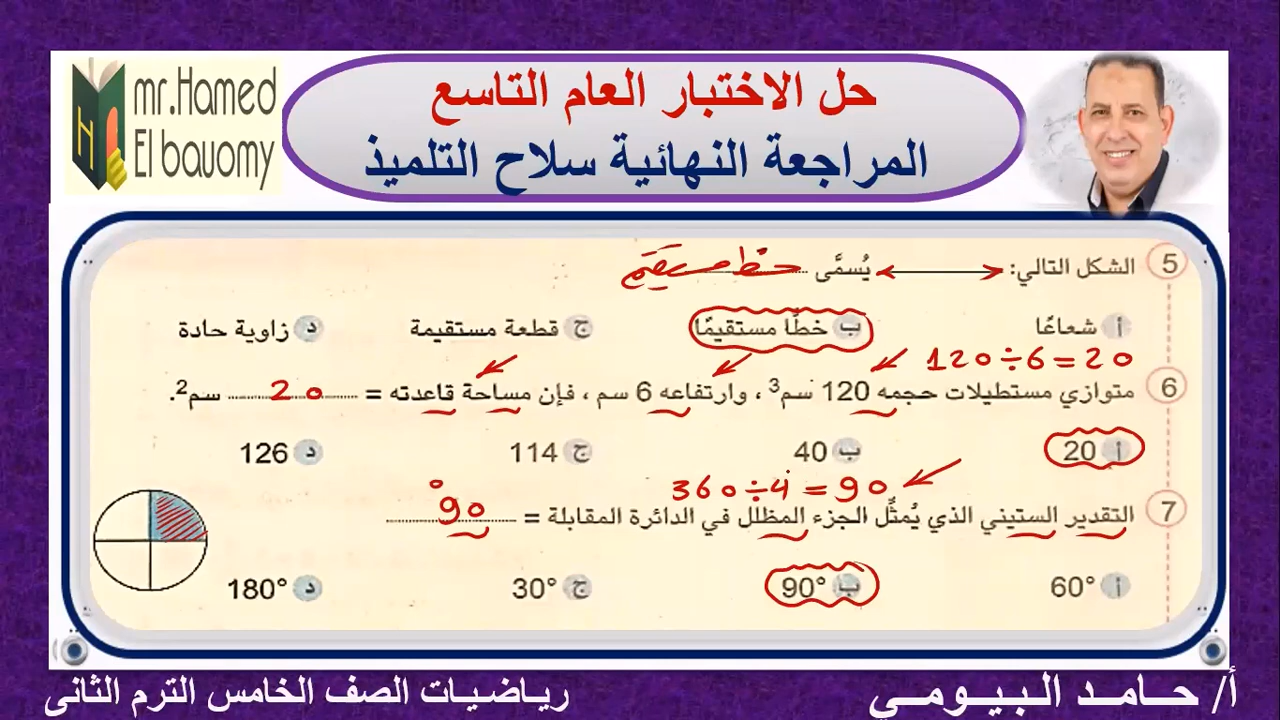 mr.Hamed
El bauomy
حل الاختبار العام التاسع
المراجعة النهائية سلاح التلميذ
5 الشكل التالي: يُسمَّى خط مستقيم
أ شعاعًا ب خطًا مستقيمًا ج قطعة مستقيمة د زاوية حادة
120÷6=20
6 متوازي مستطيلات حجمه 120 سم³ ، وارتفاعه 6 سم ، فإن مساحة قاعدته = 20 سم².
أ 20 ب 40 ج 114 د 126
360÷4=90
7 التقدير الستيني الذي يُمثِّل الجزء المظلل في الدائرة المقابلة = 90°
أ 60° ب 90° ج 30° د 180°
أ/ حامد البيومي
رياضيات الصف الخامس الترم الثانى